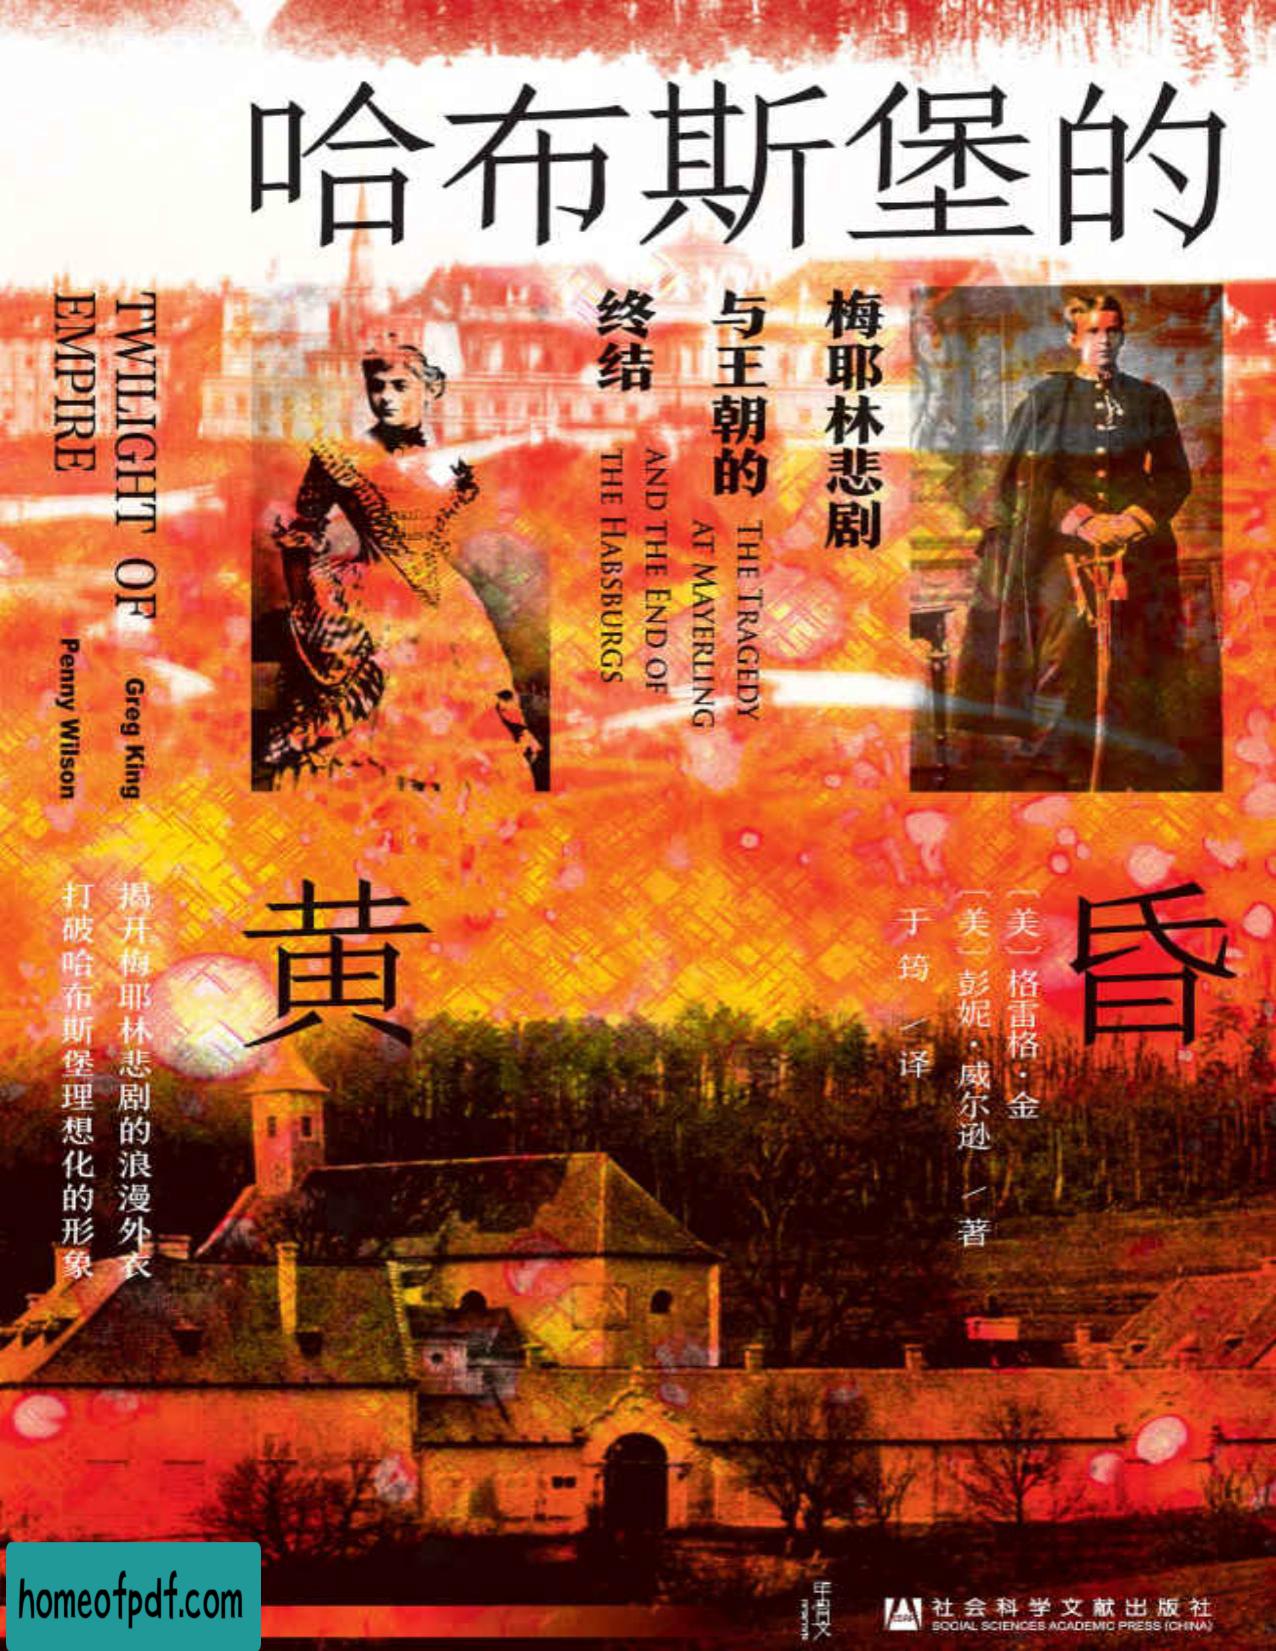 哈布斯堡的
黄昏
梅耶林悲剧
与王朝的
终结
THE TRAGEDY
AT MAYERLING
AND THE END OF
THE HABSBURGS
TWILIGHT OF
EMPIRE
Greg King
Penny Wilson
〔美〕格雷格·金
〔美〕彭妮·威尔逊／著
于筠／译
揭开梅耶林悲剧的浪漫外衣
打破哈布斯堡理想化的形象
homeofpdf.com
社会科学文献出版社
SOCIAL SCIENCES ACADEMIC PRESS (CHINA)